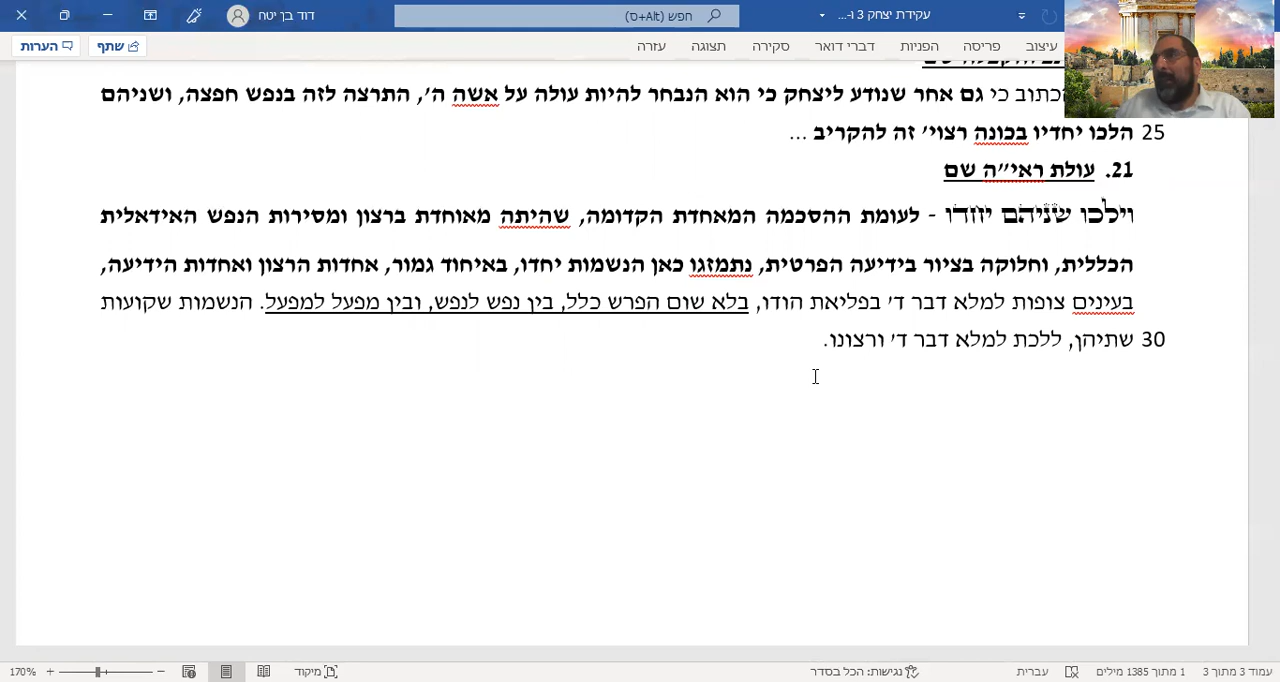 דוד בן יטח
חפש (Alt+ס)
עקידת יצחק 3 ו-...
הערות
שתף
עיצוב
פריסה
הפניות
דברי דואר
סקירה
תצוגה
עזרה
הכתוב כי גם אחר שנודע ליצחק כי הוא הנבחר להיות עולה על אשה ה', התרצה לזה בנפש חפצה, ושניהם
25 הלכו יחדיו בכונה רצוי' זה להקריב ...
21. עולת ראי"ה שם
וילכו שניהם יחדו - לעומת ההסכמה המאחדת הקדומה, שהיתה מאוחדת ברצון ומסירות הנפש האידאלית
הכללית, וחלוקה בציור בידיעה הפרטית, נתמזגו כאן הנשמות יחדו, באיחוד גמור, אחדות הרצון ואחדות הידיעה,
בעינים צופות למלא דבר ד' בפליאת הודו, בלא שום הפרש כלל, בין נפש לנפש, ובין מפעל למפעל. הנשמות שקועות
30 שתיהן, ללכת למלא דבר ד' ורצונו.
עמוד 3 מתוך 3
1 מתוך 1385 מילים
עברית
נגישות: הכל בסדר
מיקוד
170%